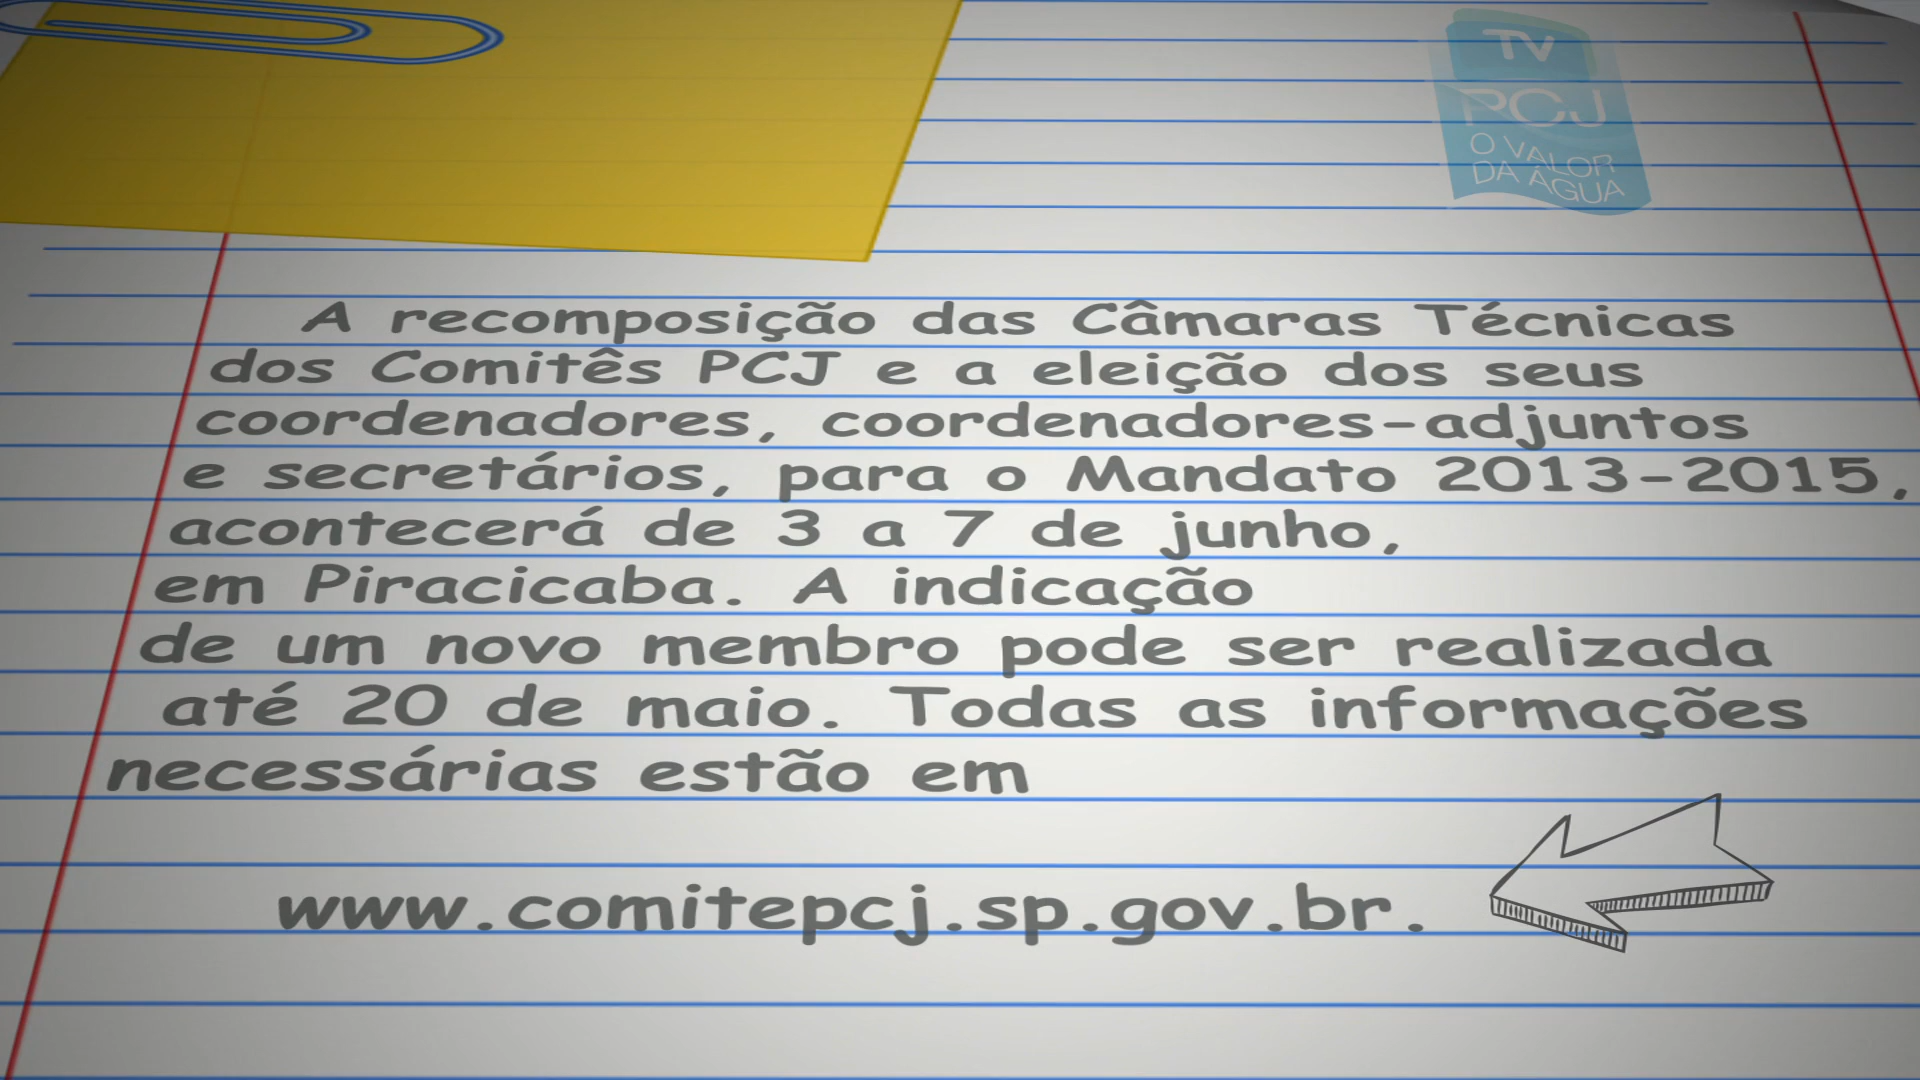 TV
PCJ
O VALOR
DA ÁGUA
A recomposição das Câmaras Técnicas
dos Comitês PCJ e a eleição dos seus
coordenadores, coordenadores-adjuntos
e secretários, para o Mandato 2013-2015,
acontecerá de 3 a 7 de junho,
em Piracicaba. A indicação
de um novo membro pode ser realizada
até 20 de maio. Todas as informações
necessárias estão em
www.comitepcj.sp.gov.br.